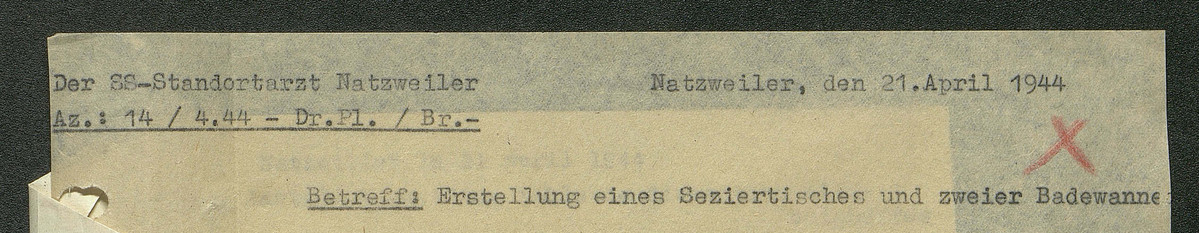 Der SS-Standortarzt Natzweiler Natzweiler, den 21.April 1944
Az.: 14 / 4.44 - Dr.Pl. / Br.-
Betreff: Erstellung eines Seziertisches und zweier Badewanne